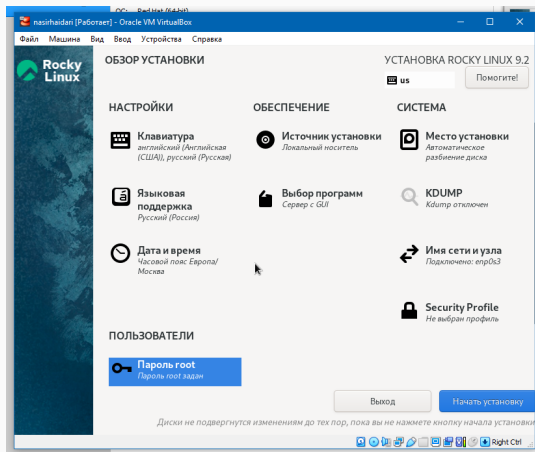 ОС: Red Hat (64-bit)
nasirhaidari [Работает] - Oracle VM VirtualBox
Файл Машина Вид Ввод Устройства Справка
Rocky
Linux
ОБЗОР УСТАНОВКИ
УСТАНОВКА ROCKY LINUX 9.2
us
Помогите!
НАСТРОЙКИ
Клавиатура
английский (Английская
(США)), русский (Русская)
Языковая
поддержка
Русский (Россия)
Дата и время
Часовой пояс Европа/
Москва
ОБЕСПЕЧЕНИЕ
Источник установки
Локальный носитель
Выбор программ
Сервер с GUI
СИСТЕМА
Место установки
Автоматическое
разбиение диска
KDUMP
Kdump отключен
Имя сети и узла
Подключено: enp0s3
Security Profile
Не выбран профиль
ПОЛЬЗОВАТЕЛИ
Пароль root
Пароль root задан
Выход
Начать установку
Диски не подвергнутся изменениям до тех пор, пока вы не нажмете кнопку начала установки
Right Ctrl